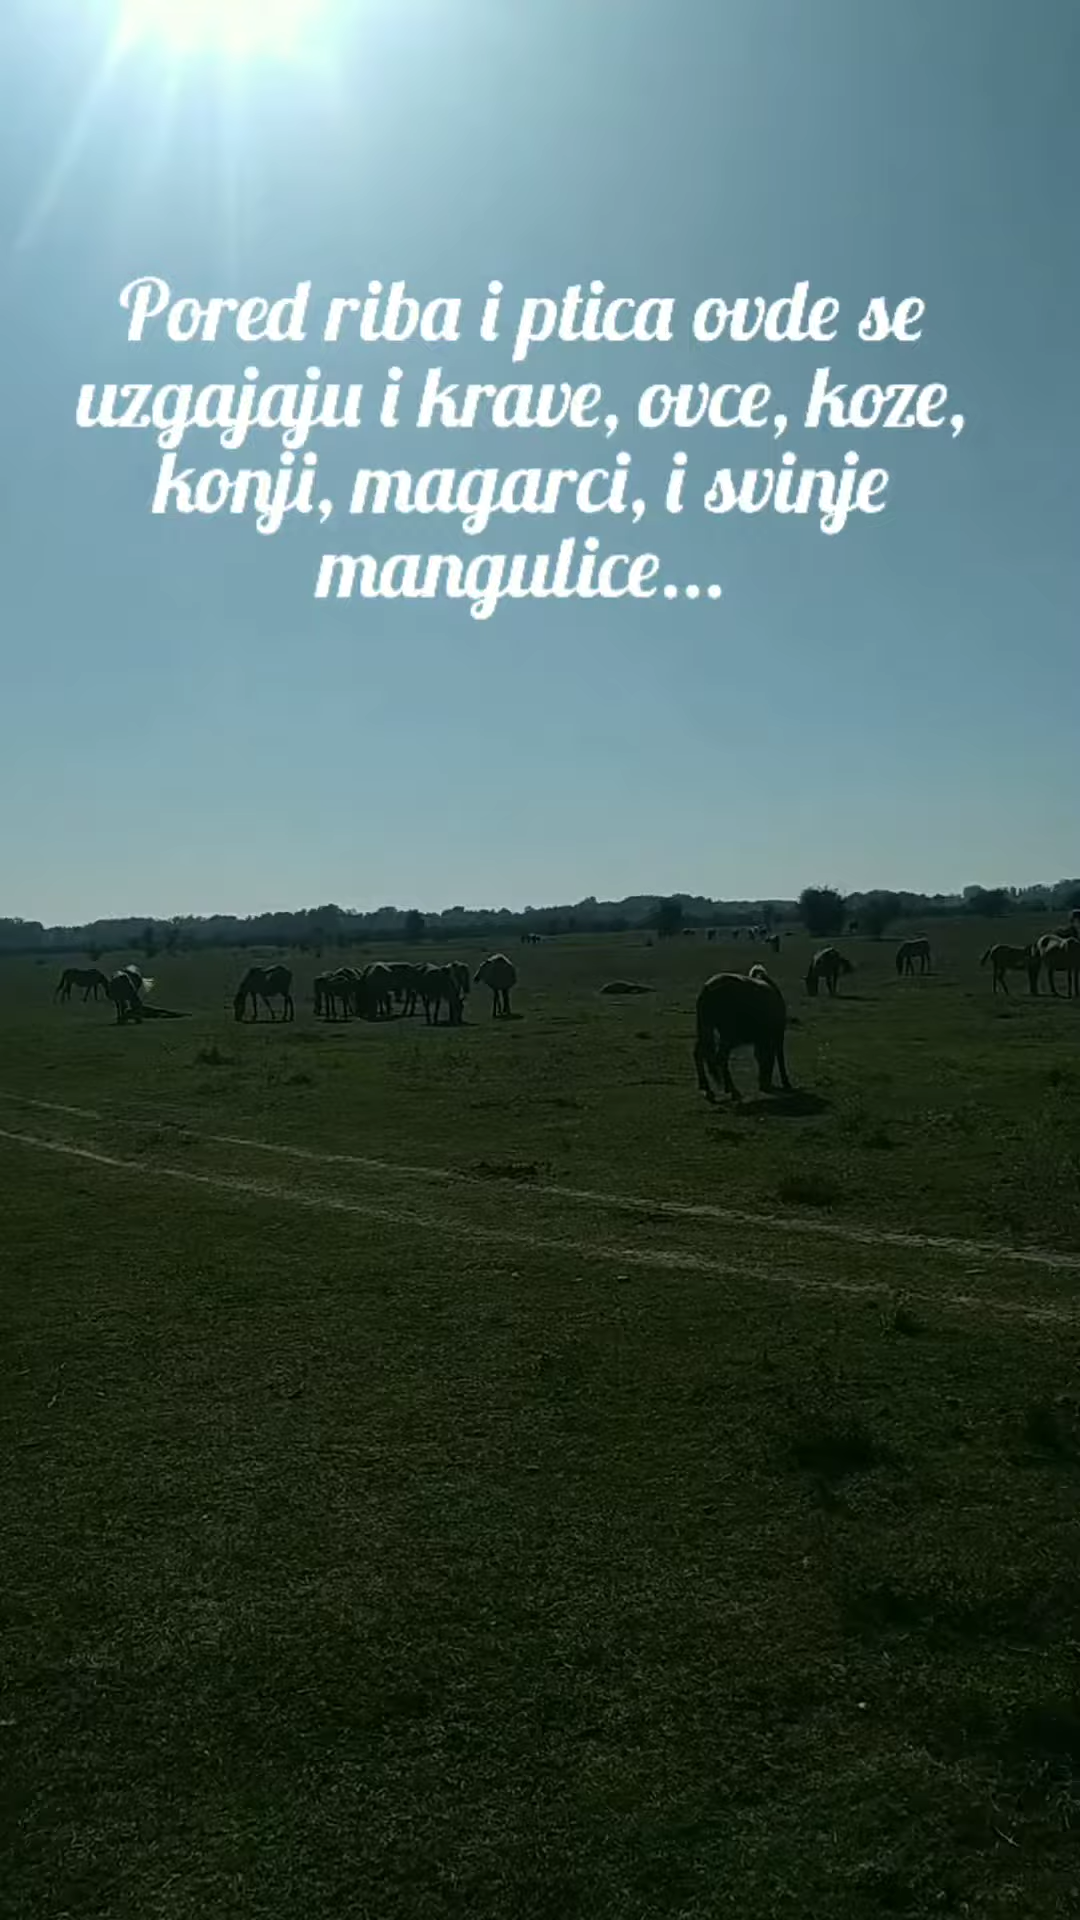 Pored riba i ptica ovde se
uzgajaju i krave, ovce, koze,
konji, magarci, i svinje
mangulice...